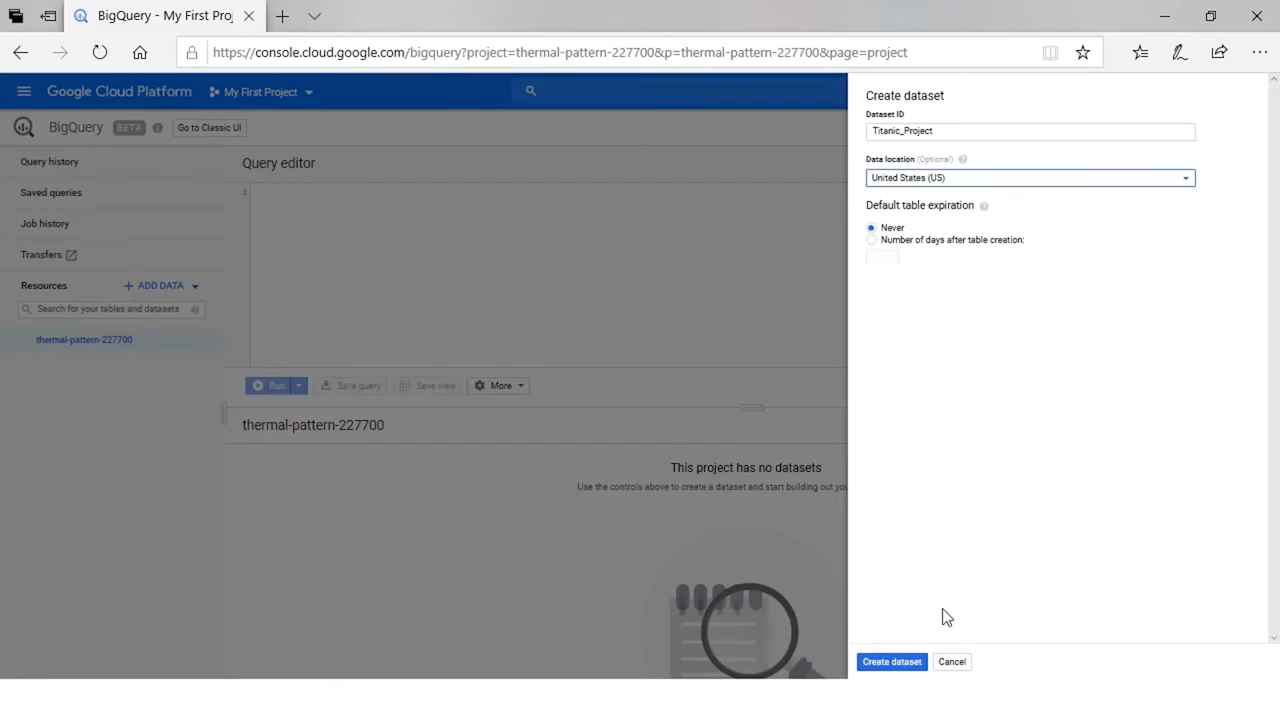 BigQuery - My First Proj
https://console.cloud.google.com/bigquery?project=thermal-pattern-227700&p=thermal-pattern-227700&page=project
Google Cloud Platform
My First Project
BigQuery
BETA
Go to Classic UI
Query history
Saved queries
Job history
Transfers
Resources
ADD DATA
Search for your tables and datasets
thermal-pattern-227700
Query editor
1
Run
Save query
Save view
More
thermal-pattern-227700
This project has no datasets
Use the controls above to create a dataset and start building out you
Create dataset
Dataset ID
Titanic_Project
Data location (Optional)
United States (US)
Default table expiration
Never
Number of days after table creation:
Create dataset
Cancel